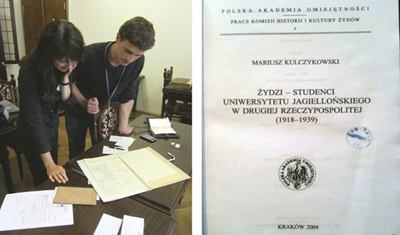 POLSKA AKADEMIA UMIEJĘTNOŚCI
PRACE KOMISJI HISTORII I KULTURY ŻYDÓW
1
MARIUSZ KULCZYKOWSKI
ŻYDZI – STUDENCI
UNIWERSYTETU JAGIELLOŃSKIEGO
W DRUGIEJ RZECZYPOSPOLITEJ
(1918–1939)
KRAKÓW 2004